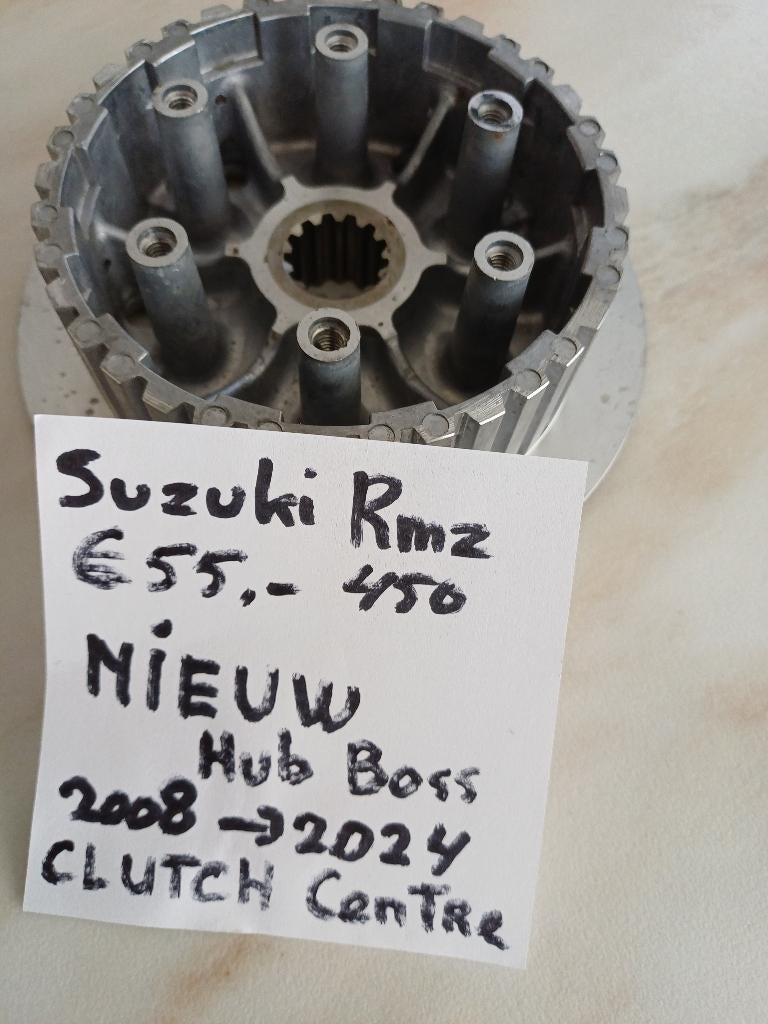 Suzuki Rmz
€55,- 450
NiEUW
Hub Boss
2008 → 2024
CLUTCH CenTRe